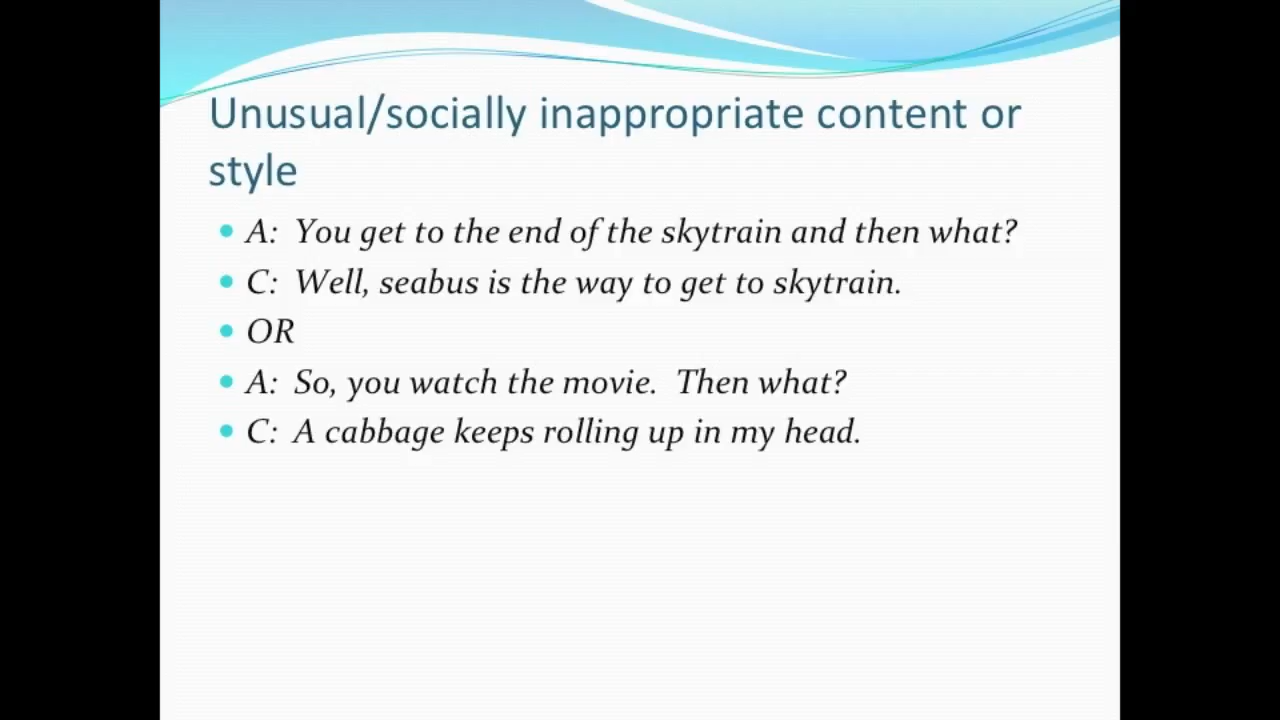 Unusual/socially inappropriate content or
style
A: You get to the end of the skytrain and then what?
C: Well, seabus is the way to get to skytrain.
OR
A: So, you watch the movie. Then what?
C: A cabbage keeps rolling up in my head.